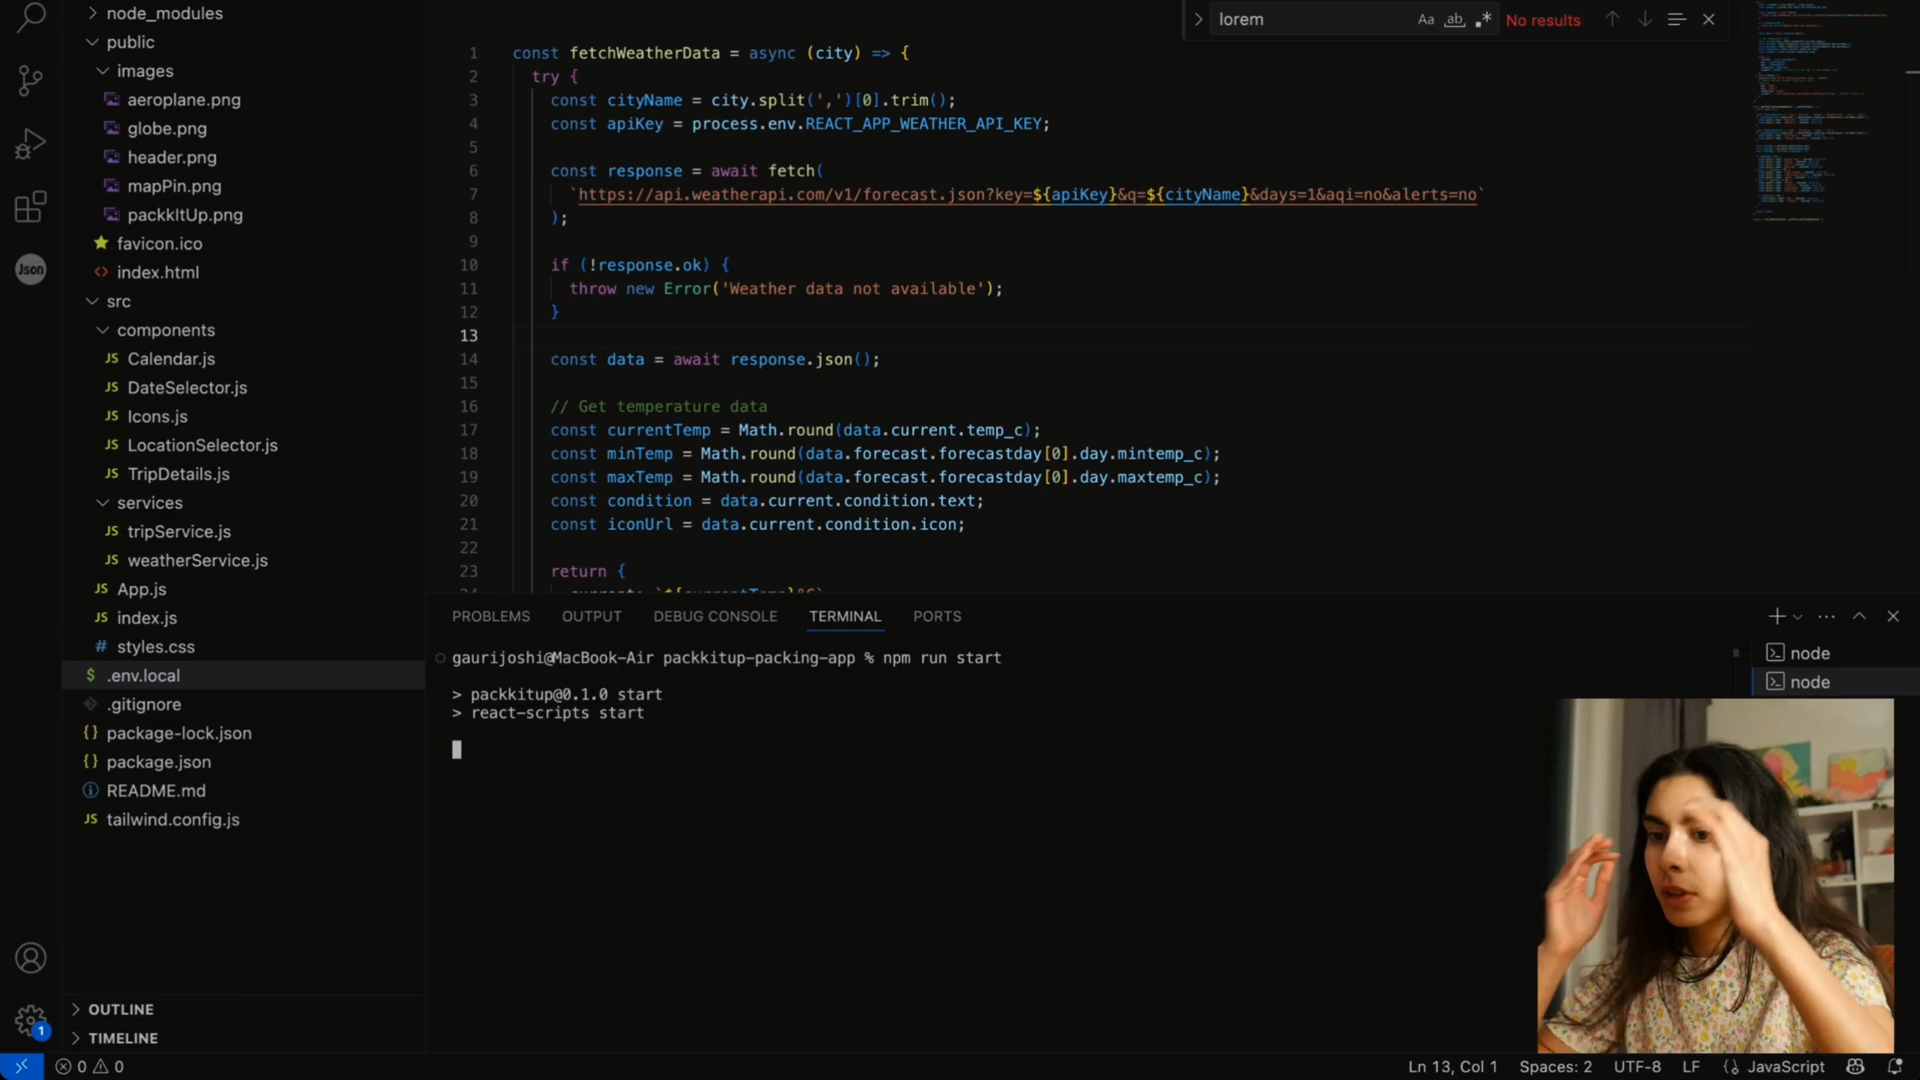 node_modules
public
images
aeroplane.png
globe.png
header.png
mapPin.png
packkItUp.png
favicon.ico
index.html
src
components
Calendar.js
DateSelector.js
Icons.js
LocationSelector.js
TripDetails.js
services
tripService.js
weatherService.js
App.js
index.js
styles.css
.env.local
.gitignore
package-lock.json
package.json
README.md
tailwind.config.js
OUTLINE
TIMELINE
Json
1
lorem
Aa
ab
No results
1 const fetchWeatherData = async (city) => {
2 try {
3 const cityName = city.split(',')[0].trim();
4 const apiKey = process.env.REACT_APP_WEATHER_API_KEY;
5
6 const response = await fetch(
7 `https://api.weatherapi.com/v1/forecast.json?key=${apiKey}&q=${cityName}&days=1&aqi=no&alerts=no`
8 );
9
10 if (!response.ok) {
11 throw new Error('Weather data not available');
12 }
13
14 const data = await response.json();
15
16 // Get temperature data
17 const currentTemp = Math.round(data.current.temp_c);
18 const minTemp = Math.round(data.forecast.forecastday[0].day.mintemp_c);
19 const maxTemp = Math.round(data.forecast.forecastday[0].day.maxtemp_c);
20 const condition = data.current.condition.text;
21 const iconUrl = data.current.condition.icon;
22
23 return {
PROBLEMS OUTPUT DEBUG CONSOLE TERMINAL PORTS
gaurijoshi@MacBook-Air packkitup-packing-app % npm run start
> packkitup@0.1.0 start
> react-scripts start
node
node
0 0
Ln 13, Col 1 Spaces: 2 UTF-8 LF {} JavaScript